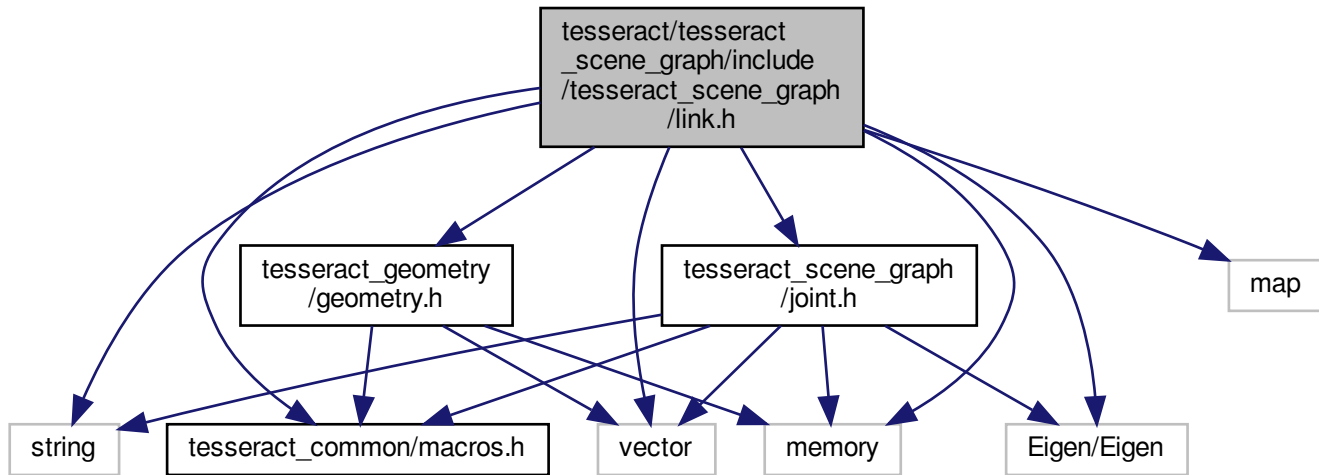 tesseract/tesseract
_scene_graph/include
/tesseract_scene_graph
/link.h
tesseract_geometry
/geometry.h
tesseract_scene_graph
/joint.h
map
string
tesseract_common/macros.h
vector
memory
Eigen/Eigen